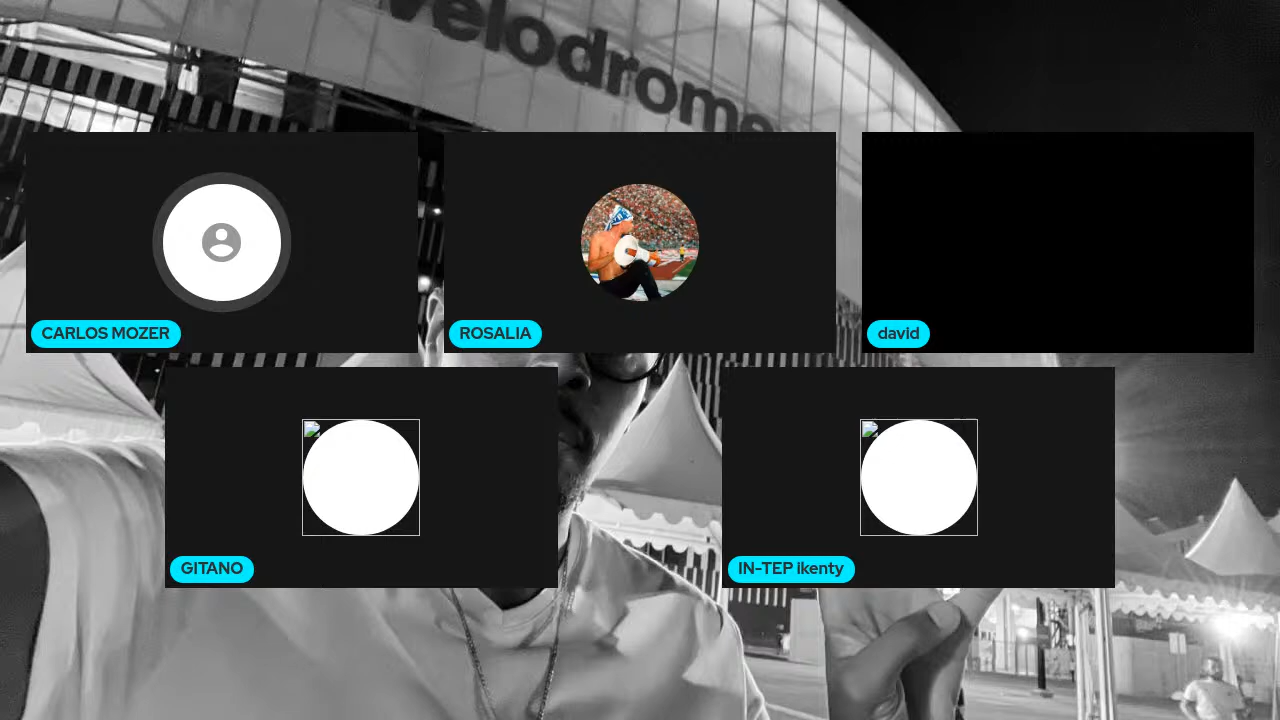 velodrome
CARLOS MOZER
ROSALIA
david
GITANO
IN-TEP ikenty